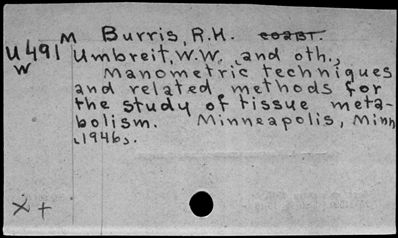 M Burris, R.H. coaut.
U491 Umbreit, W.W. and oth.,
W Manometric techniques
and related methods for
the study of tissue meta-
bolism. Minneapolis, Minn
[1946].
X +